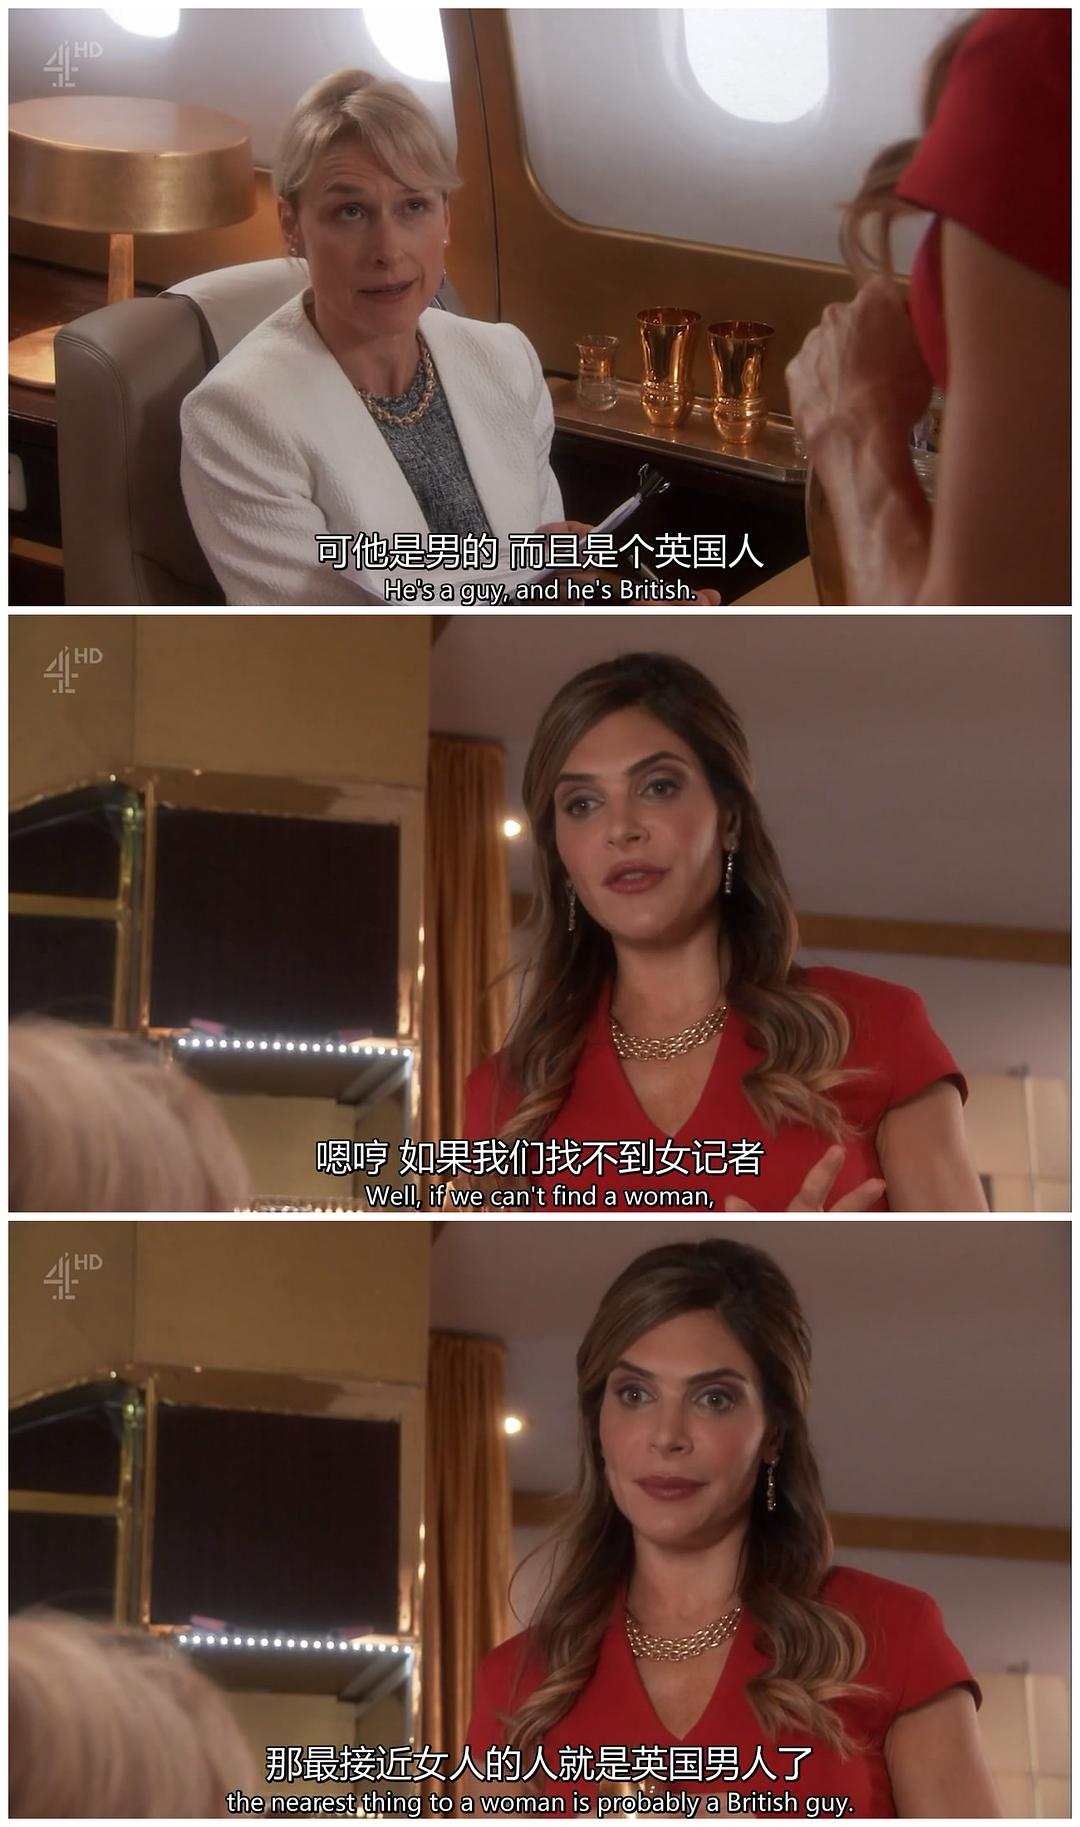 4HD
可他是男的 而且是个英国人
He's a guy, and he's British.
4HD
嗯哼 如果我们找不到女记者
Well, if we can't find a woman,
4HD
那最接近女人的人就是英国男人了
the nearest thing to a woman is probably a British guy.